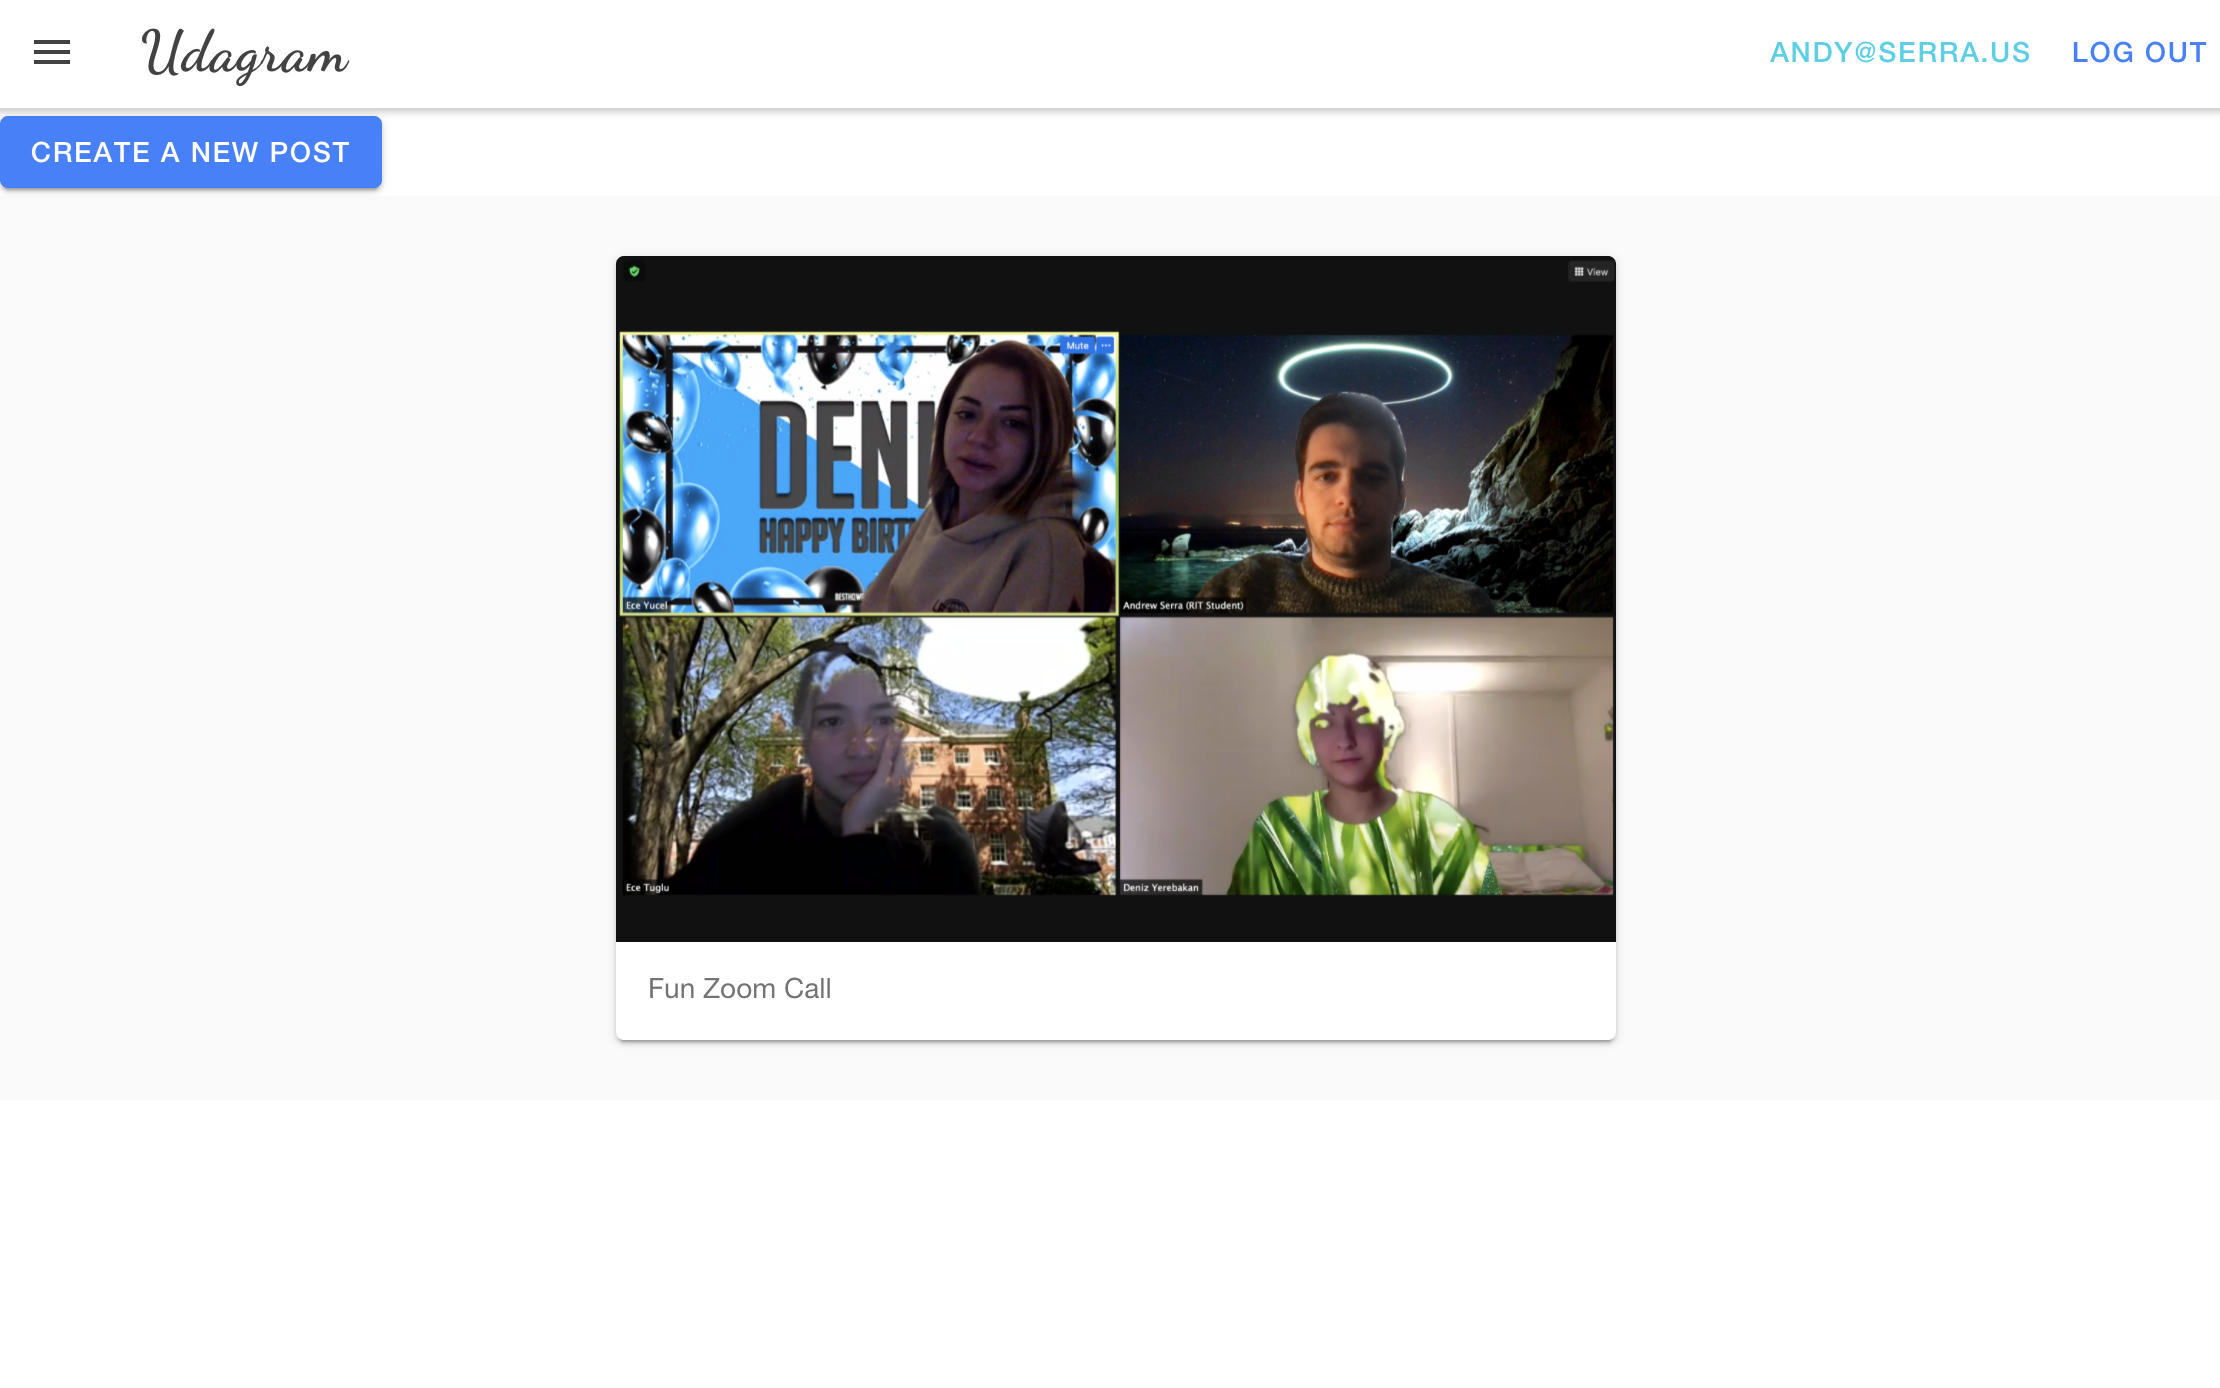 Udagram
ANDY@SERRA.US LOG OUT
CREATE A NEW POST
View
Mute
DENI
HAPPY BIRT
Ece Yucel
Andrew Serra (RIT Student)
Ece Tuglu
Deniz Yerebakan
Fun Zoom Call